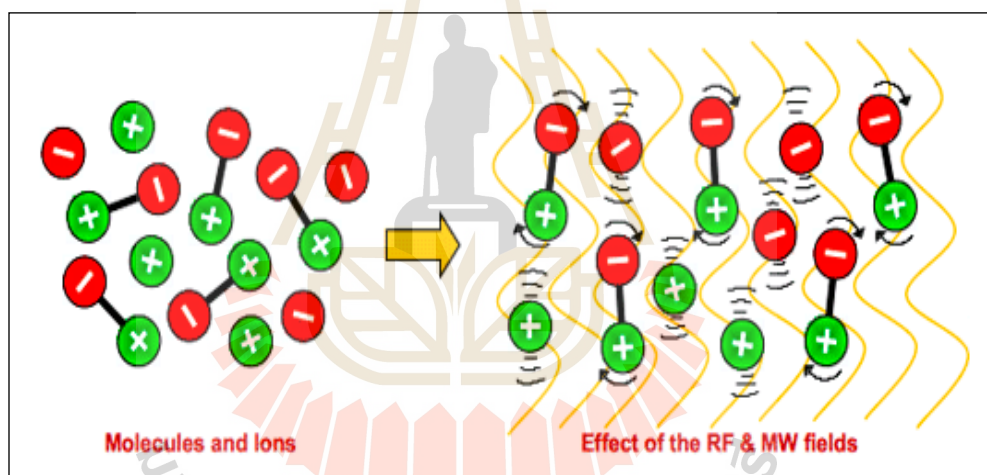 Molecules and Ions
Effect of the RF & MW fields